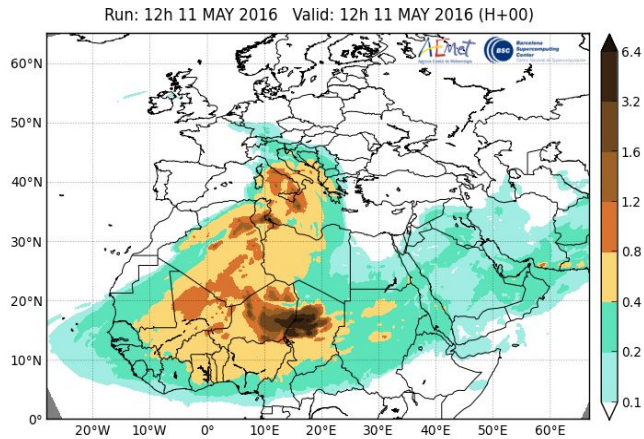 Run: 12h 11 MAY 2016 Valid: 12h 11 MAY 2016 (H+00)
AEMet
BSC
Barcelona
Supercomputing
Center
60°N
50°N
40°N
30°N
20°N
10°N
0°
20°W
10°W
0°
10°E
20°E
30°E
40°E
50°E
60°E
6.4
3.2
1.6
1.2
0.8
0.4
0.2
0.1